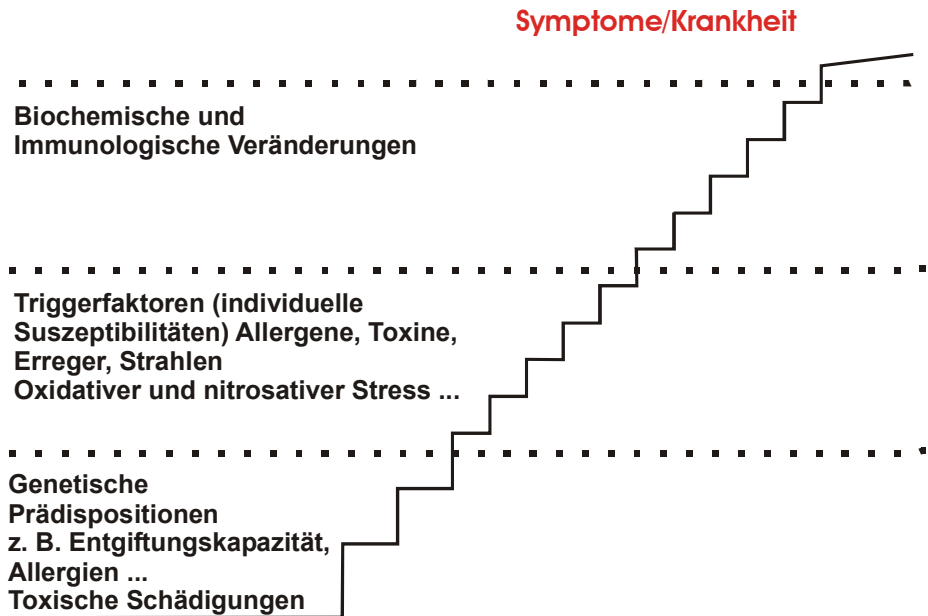 Symptome/Krankheit
Biochemische und
Immunologische Veränderungen
Triggerfaktoren (individuelle
Suszeptibilitäten) Allergene, Toxine,
Erreger, Strahlen
Oxidativer und nitrosativer Stress ...
Genetische
Prädispositionen
z. B. Entgiftungskapazität,
Allergien ...
Toxische Schädigungen